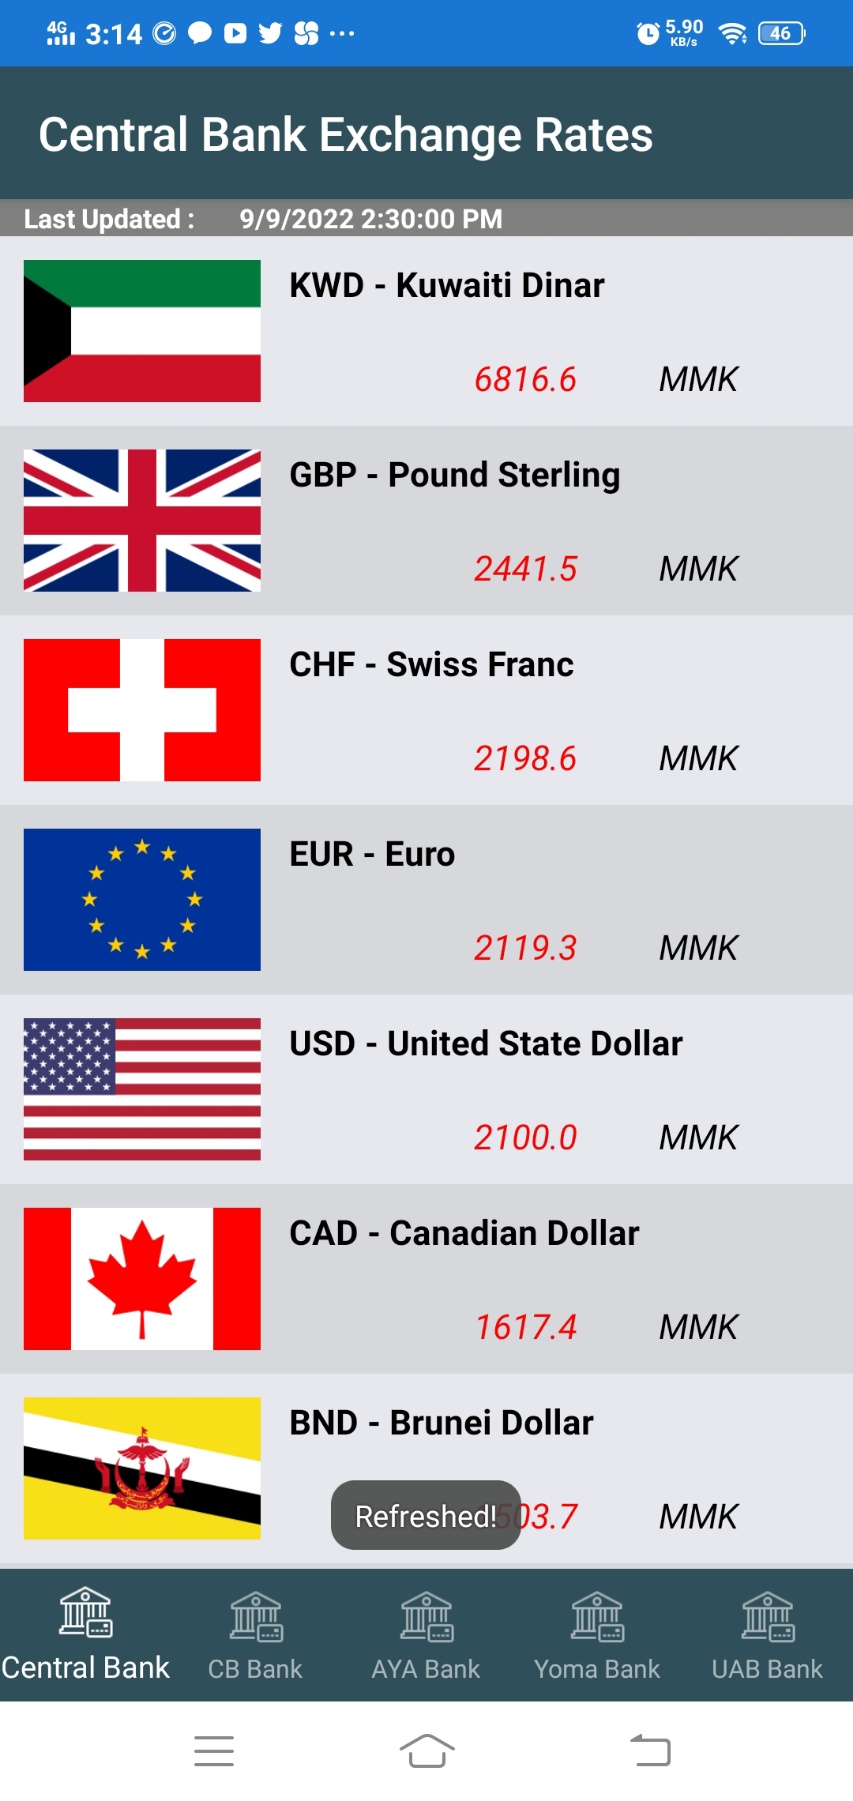 4G 3:14 ... 5.90 KB/s 46
Central Bank Exchange Rates
Last Updated : 9/9/2022 2:30:00 PM
KWD - Kuwaiti Dinar
6816.6 MMK
GBP - Pound Sterling
2441.5 MMK
CHF - Swiss Franc
2198.6 MMK
EUR - Euro
2119.3 MMK
USD - United State Dollar
2100.0 MMK
CAD - Canadian Dollar
1617.4 MMK
BND - Brunei Dollar
Refreshed! MMK
Central Bank CB Bank AYA Bank Yoma Bank UAB Bank